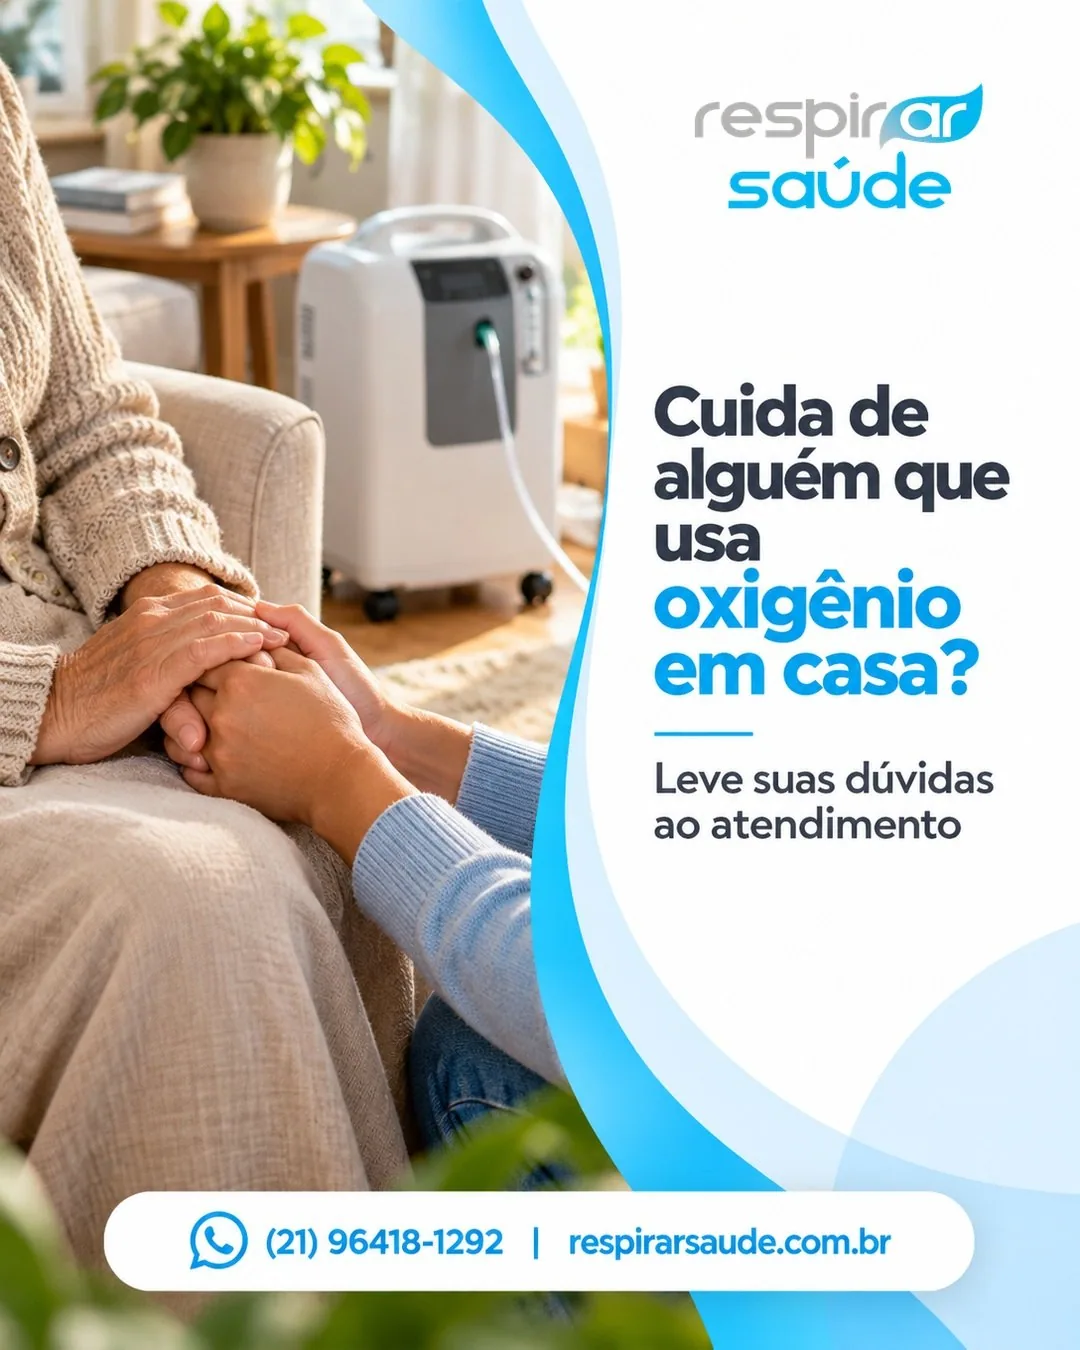 respirar
saúde
Cuida de
alguém que
usa
oxigênio
em casa?
Leve suas dúvidas
ao atendimento
(21) 96418-1292 | respirarsaude.com.br